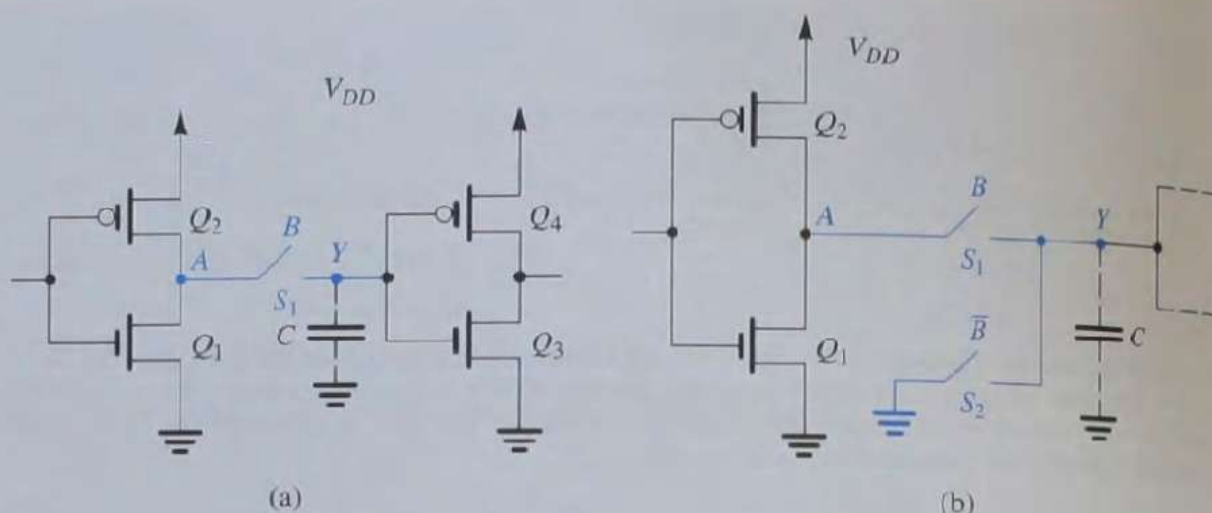 V_DD
Q_2
A
B
Y
S_1
C
Q_1
Q_4
Q_3
(a)
V_DD
Q_2
A
B
S_1
Y
B̅
S_2
C
Q_1
(b)